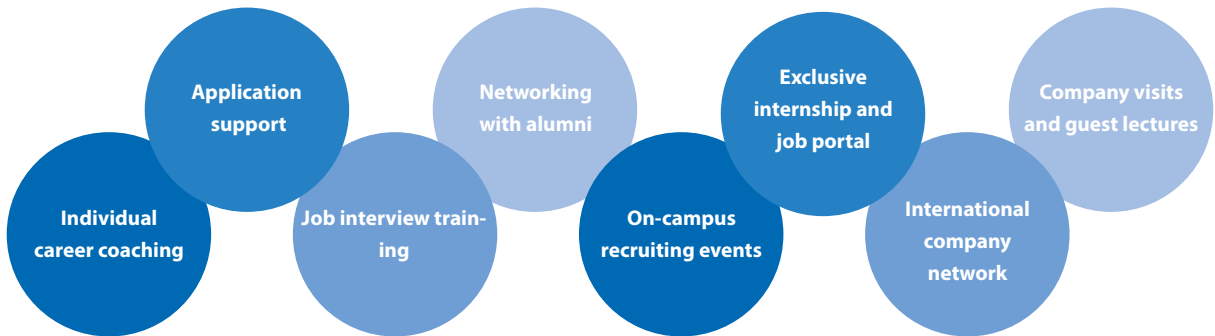 Individual
career coaching
Application
support
Job interview train-
ing
Networking
with alumni
On-campus
recruiting events
Exclusive
internship and
job portal
International
company
network
Company visits
and guest lectures